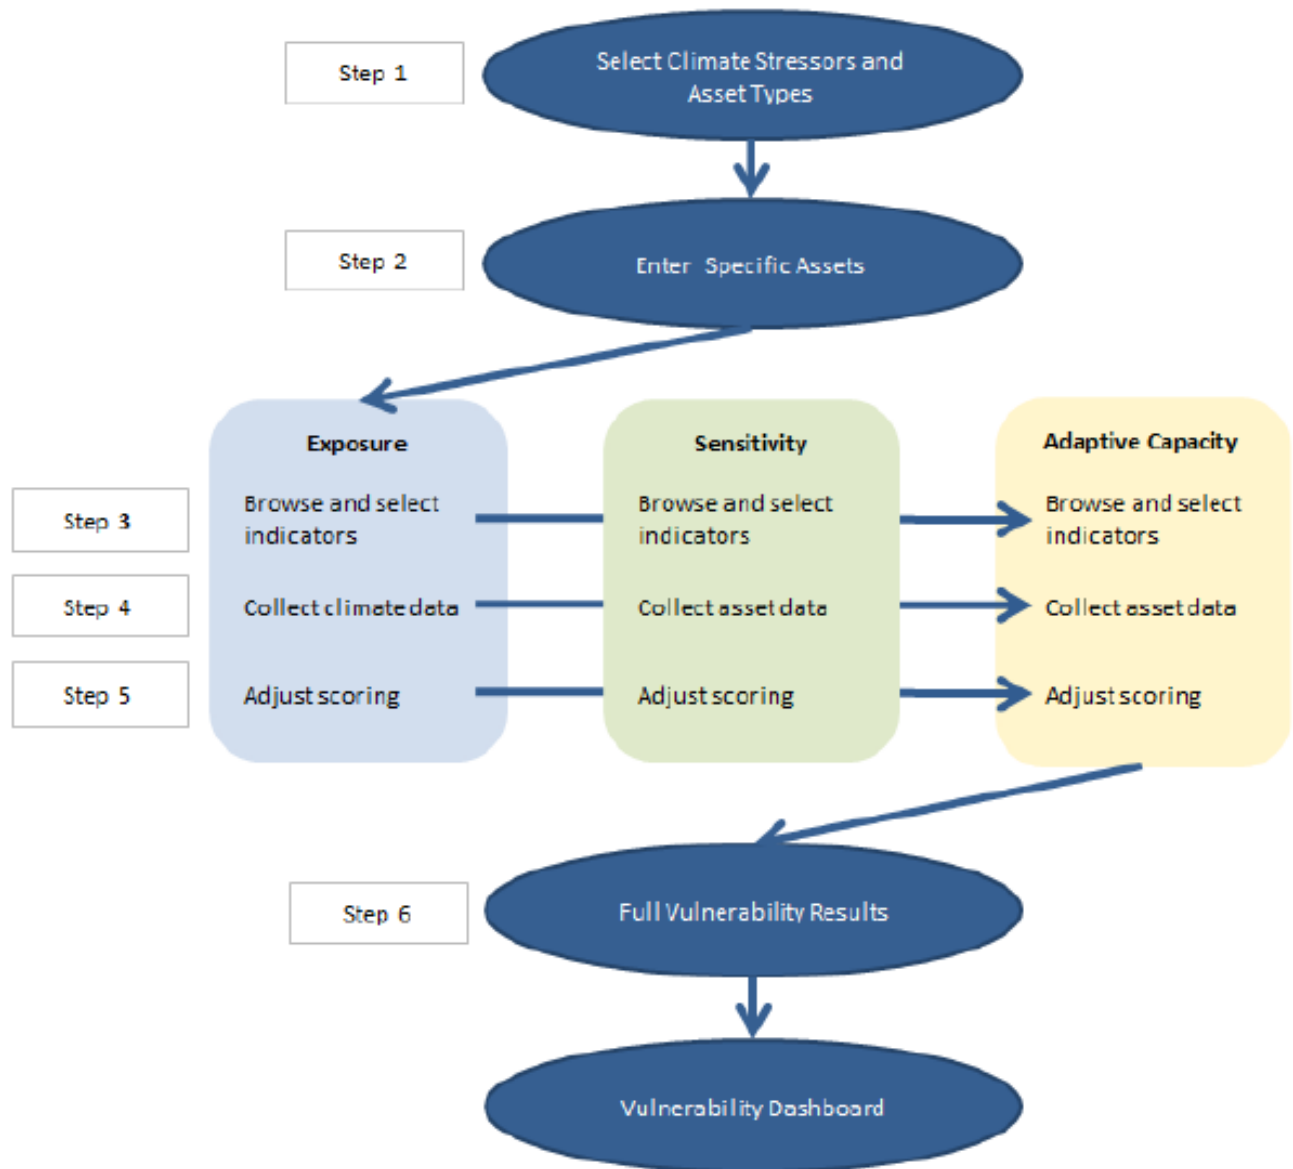 Step 1
Select Climate Stressors and
Asset Types
Step 2
Enter Specific Assets
Exposure
Sensitivity
Adaptive Capacity
Step 3
Browse and select
indicators
Browse and select
indicators
Browse and select
indicators
Step 4
Collect climate data
Collect asset data
Collect asset data
Step 5
Adjust scoring
Adjust scoring
Adjust scoring
Step 6
Full Vulnerability Results
Vulnerability Dashboard